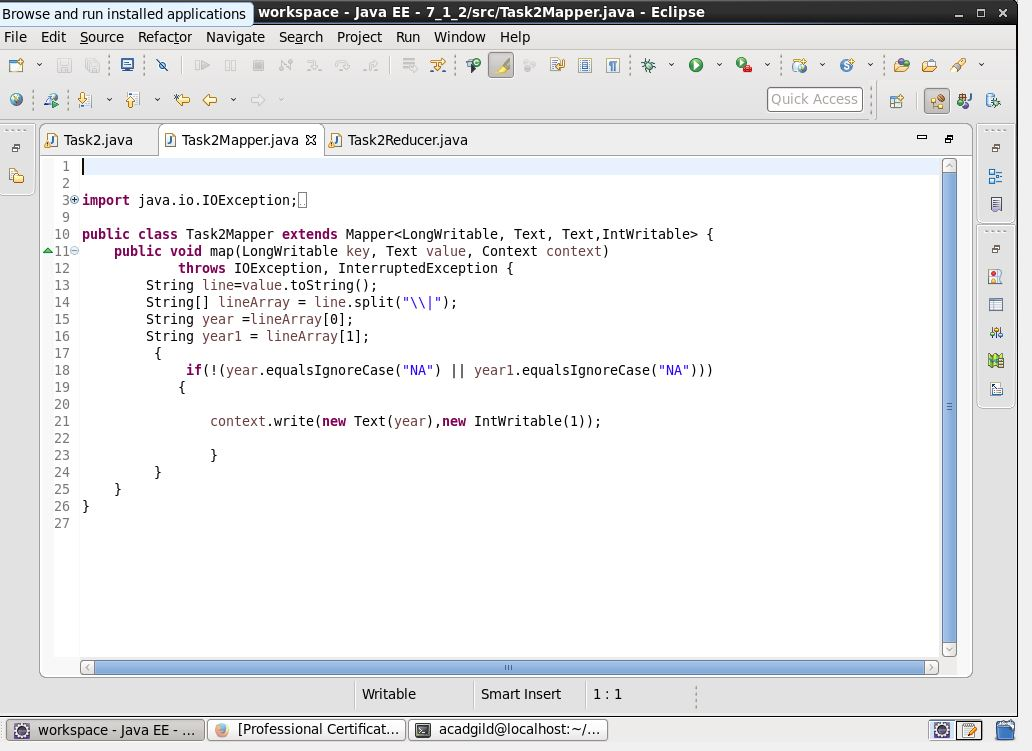 Browse and run installed applications
workspace - Java EE - 7_1_2/src/Task2Mapper.java - Eclipse
File Edit Source Refactor Navigate Search Project Run Window Help
Quick Access
Task2.java Task2Mapper.java Task2Reducer.java
1
2
3 import java.io.IOException;
9
10 public class Task2Mapper extends Mapper<LongWritable, Text, Text,IntWritable> {
11 public void map(LongWritable key, Text value, Context context)
12 throws IOException, InterruptedException {
13 String line=value.toString();
14 String[] lineArray = line.split("\\|");
15 String year =lineArray[0];
16 String year1 = lineArray[1];
17 {
18 if(!(year.equalsIgnoreCase("NA") || year1.equalsIgnoreCase("NA")))
19 {
20
21 context.write(new Text(year),new IntWritable(1));
22
23 }
24 }
25 }
26 }
27
Writable Smart Insert 1 : 1
workspace - Java EE - ... [Professional Certificat... acadgild@localhost:~/...